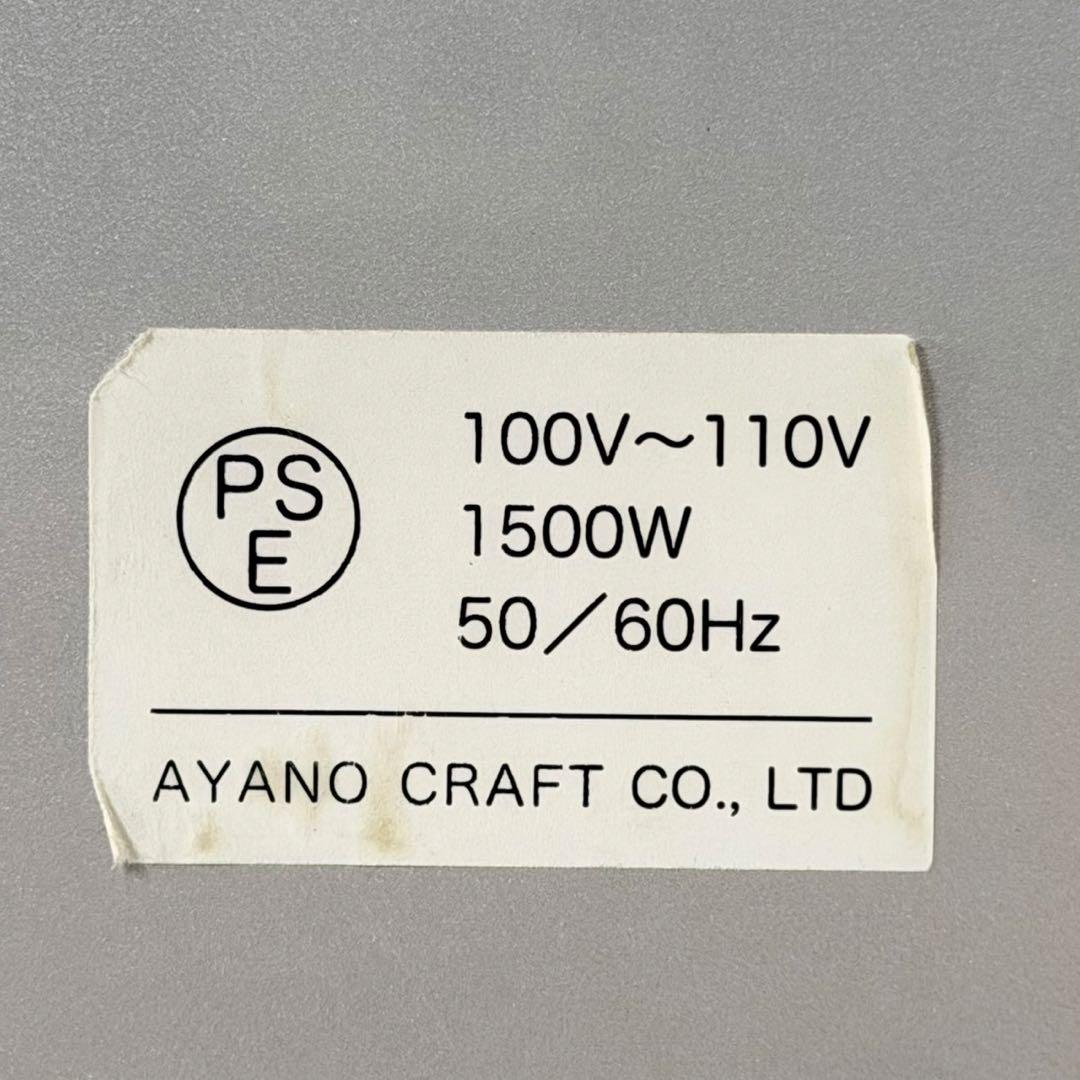 PS
E
100V～110V
1500W
50／60Hz
AYANO CRAFT CO., LTD